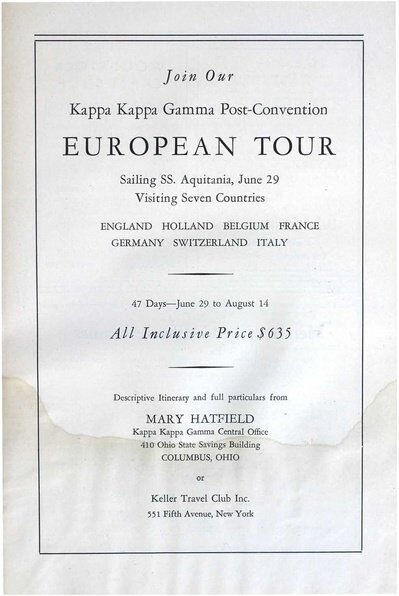 Join Our
Kappa Kappa Gamma Post-Convention
EUROPEAN TOUR
Sailing SS. Aquitania, June 29
Visiting Seven Countries
ENGLAND HOLLAND BELGIUM FRANCE
GERMANY SWITZERLAND ITALY
47 Days—June 29 to August 14
All Inclusive Price $635
Descriptive Itinerary and full particulars from
MARY HATFIELD
Kappa Kappa Gamma Central Office
410 Ohio State Savings Building
COLUMBUS, OHIO
or
Keller Travel Club Inc.
551 Fifth Avenue, New York